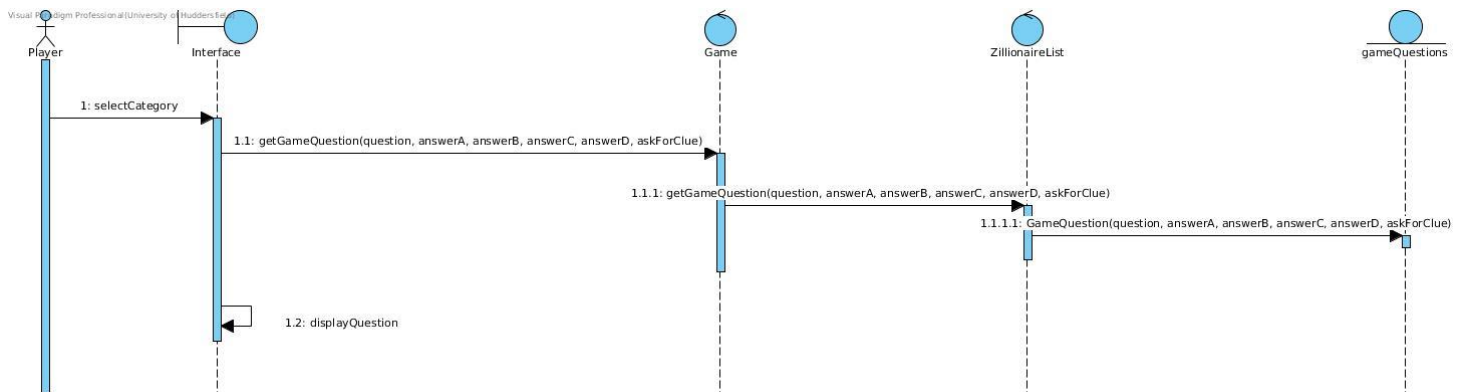 Visual Paradigm Professional(University of Huddersfield)
Player
Interface
Game
ZillionaireList
gameQuestions
1: selectCategory
1.1: getGameQuestion(question, answerA, answerB, answerC, answerD, askForClue)
1.1.1: getGameQuestion(question, answerA, answerB, answerC, answerD, askForClue)
1.1.1.1: GameQuestion(question, answerA, answerB, answerC, answerD, askForClue)
1.2: displayQuestion